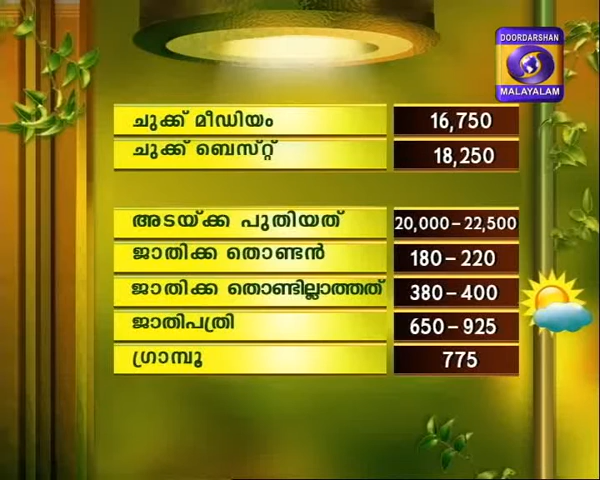 DOORDARSHAN
MALAYALAM
ചുക്ക് മീഡിയം 16,750
ചുക്ക് ബെസ്റ്റ് 18,250
അടയ്ക്ക പുതിയത് 20,000–22,500
ജാതിക്ക തൊണ്ടൻ 180–220
ജാതിക്ക തൊണ്ടില്ലാത്തത് 380–400
ജാതിപത്രി 650–925
ഗ്രാമ്പൂ 775